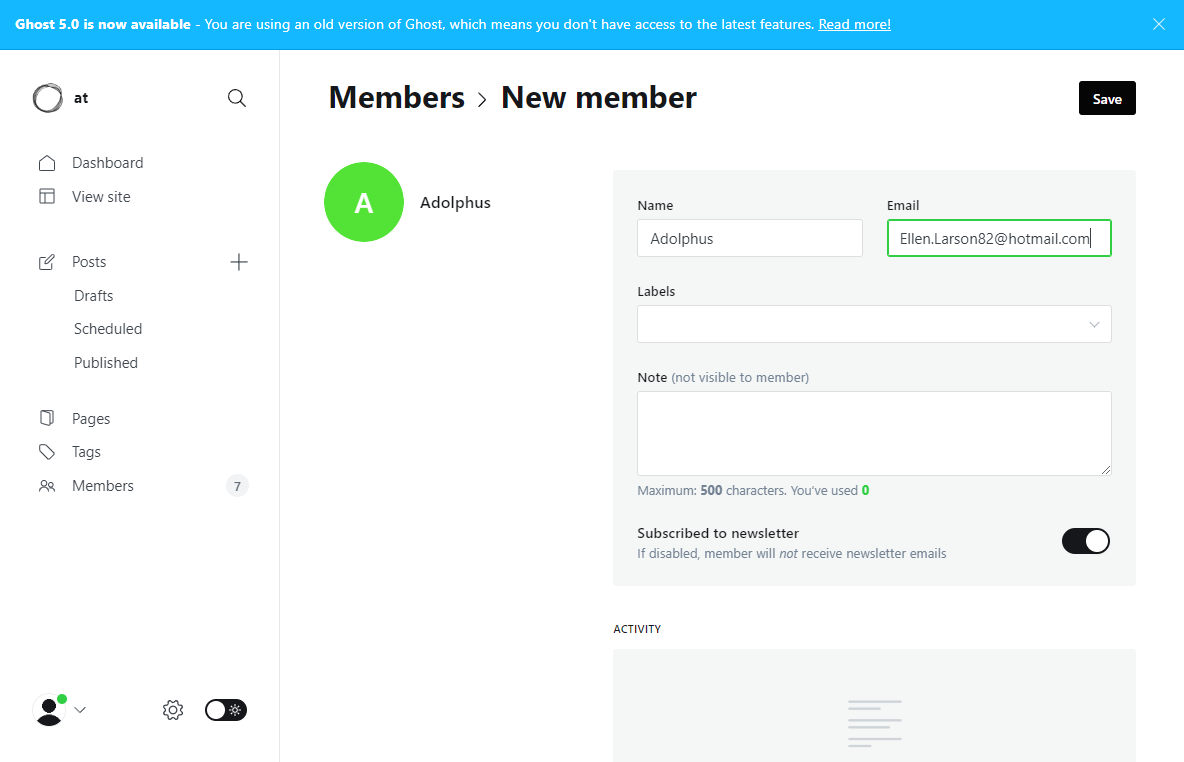 Ghost 5.0 is now available - You are using an old version of Ghost, which means you don't have access to the latest features. Read more!
at
Dashboard
View site
Posts
Drafts
Scheduled
Published
Pages
Tags
Members 7
Members > New member
Save
A
Adolphus
Name Email
Adolphus Ellen.Larson82@hotmail.com
Labels
Note (not visible to member)
Maximum: 500 characters. You've used 0
Subscribed to newsletter
If disabled, member will not receive newsletter emails
ACTIVITY